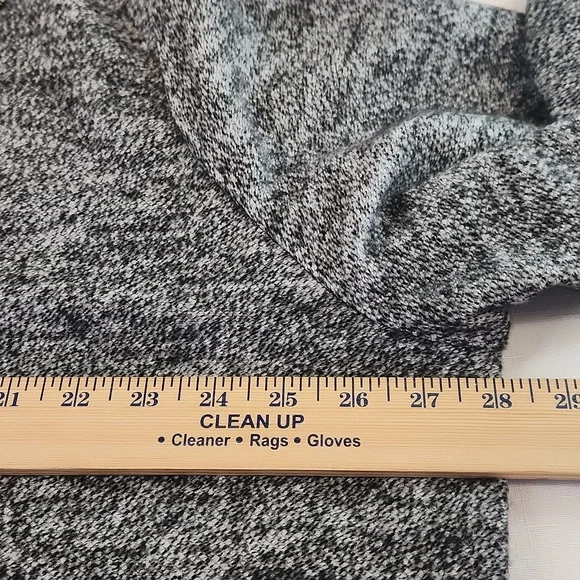 21 22 23 24 25 26 27 28 29
CLEAN UP
• Cleaner • Rags • Gloves